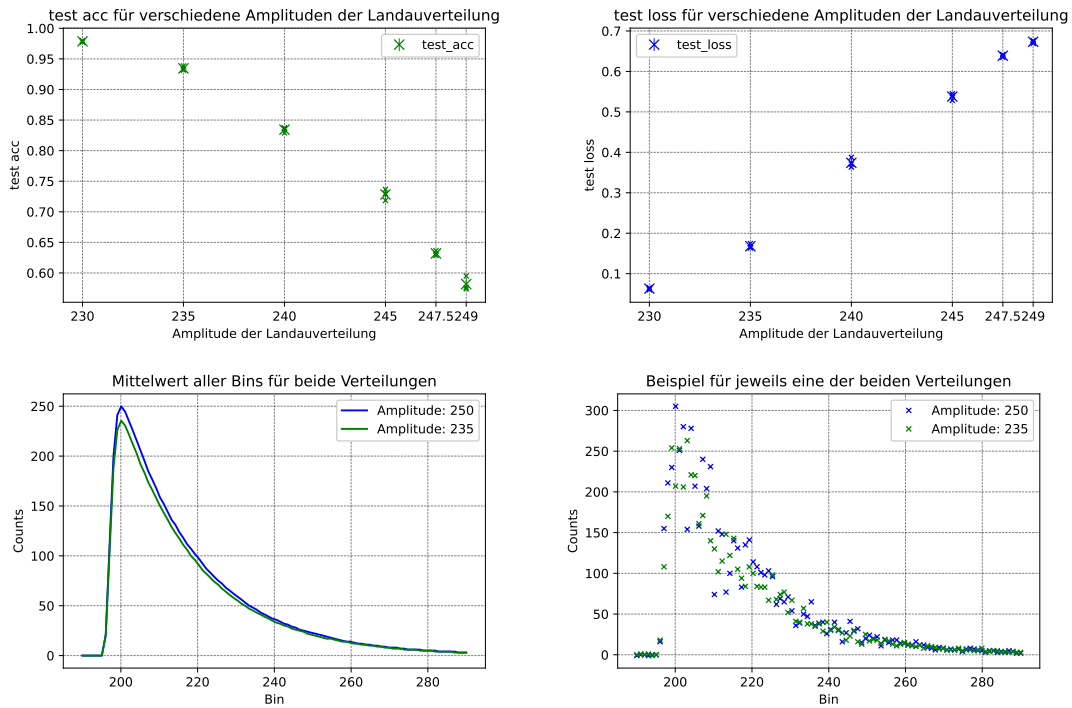 test acc für verschiedene Amplituden der Landauverteilung
1.00
0.95
0.90
0.85
0.80
0.75
0.70
0.65
0.60
test acc
test_acc
230 235 240 245 247.5249
Amplitude der Landauverteilung
test loss für verschiedene Amplituden der Landauverteilung
0.7
0.6
0.5
0.4
0.3
0.2
0.1
test loss
test_loss
230 235 240 245 247.5249
Amplitude der Landauverteilung
Mittelwert aller Bins für beide Verteilungen
250
200
150
100
50
0
Counts
Amplitude: 250
Amplitude: 235
200 220 240 260 280
Bin
Beispiel für jeweils eine der beiden Verteilungen
300
250
200
150
100
50
0
Counts
Amplitude: 250
Amplitude: 235
200 220 240 260 280
Bin